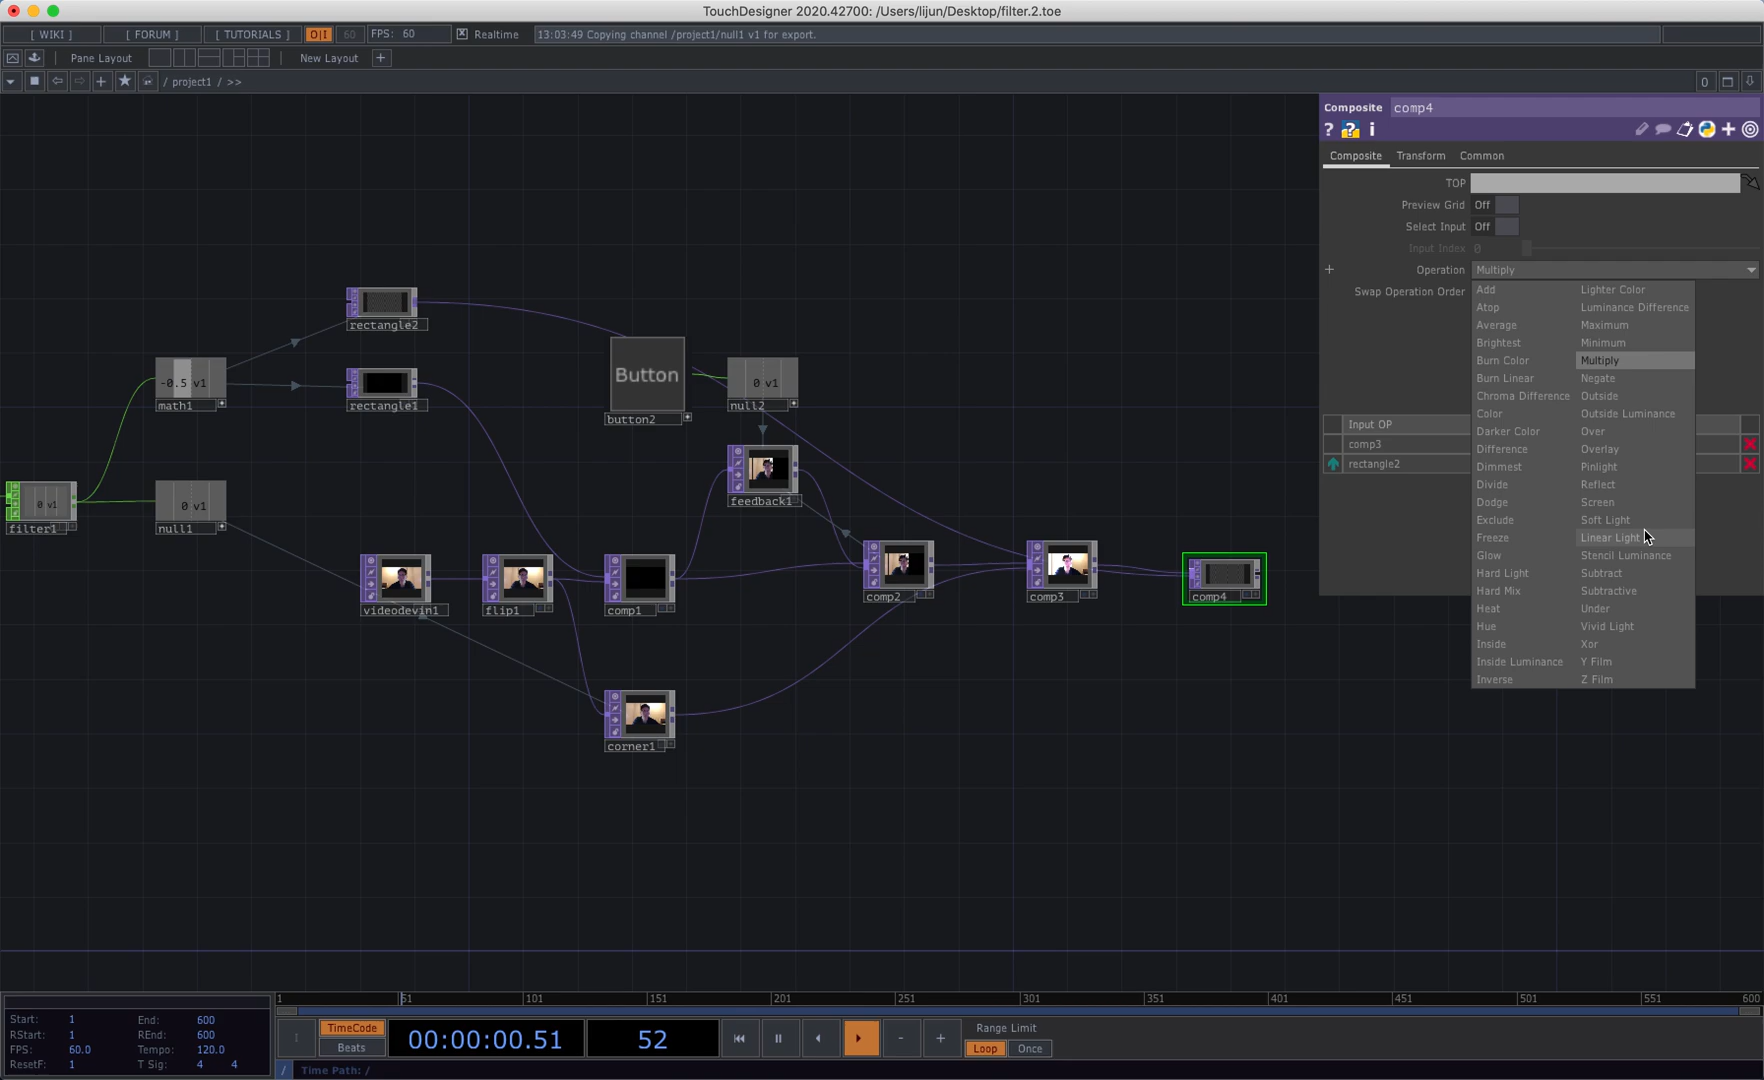 TouchDesigner 2020.42700: /Users/lijun/Desktop/filter.2.toe
[ WIKI ] [ FORUM ] [ TUTORIALS ] O|I 60 FPS: 60 Realtime 13:03:49 Copying channel /project1/null1 v1 for export.
Pane Layout New Layout +
/ project1 / >> 0
Composite comp4
? ? i
Composite Transform Common
TOP
Preview Grid Off
Select Input Off
Input Index 0
+ Operation Multiply
Swap Operation Order
Add Lighter Color
Atop Luminance Difference
Average Maximum
Brightest Minimum
Burn Color Multiply
Burn Linear Negate
Chroma Difference Outside
Color Outside Luminance
Darker Color Over
Difference Overlay
Dimmest Pinlight
Divide Reflect
Dodge Screen
Exclude Soft Light
Freeze Linear Light
Glow Stencil Luminance
Hard Light Subtract
Hard Mix Subtractive
Heat Under
Hue Vivid Light
Inside Xor
Inside Luminance Y Film
Inverse Z Film
Input OP
comp3
rectangle2
rectangle2
-0.5 v1
math1
rectangle1
Button
button2
0 v1
null2
feedback1
0 v1
filter1
0 v1
null1
videodevin1
flip1
comp1
comp2
comp3
comp4
corner1
1 51 101 151 201 251 301 351 401 451 501 551 600
Start: 1 End: 600
RStart: 1 REnd: 600
FPS: 60.0 Tempo: 120.0
ResetF: 1 T Sig: 4 4
TimeCode
Beats
00:00:00.51 52
- +
Range Limit
Loop Once
/ Time Path: /